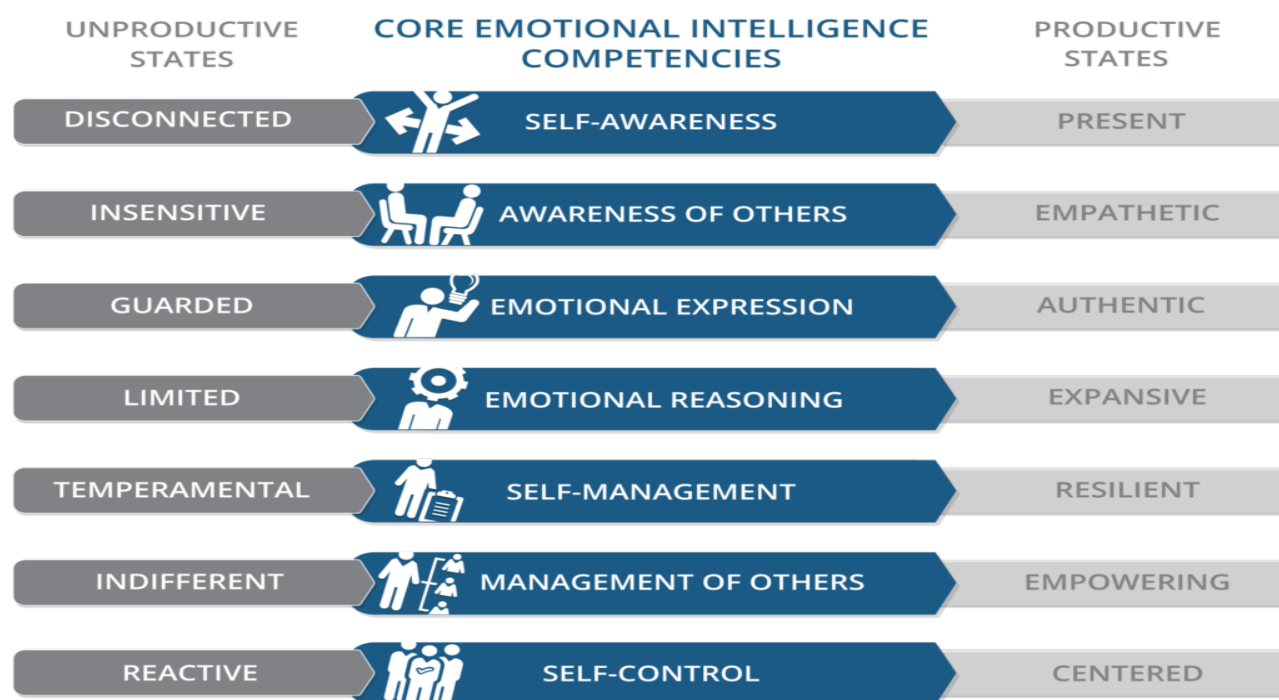 UNPRODUCTIVE STATES
CORE EMOTIONAL INTELLIGENCE COMPETENCIES
PRODUCTIVE STATES
DISCONNECTED
SELF-AWARENESS
PRESENT
INSENSITIVE
AWARENESS OF OTHERS
EMPATHETIC
GUARDED
EMOTIONAL EXPRESSION
AUTHENTIC
LIMITED
EMOTIONAL REASONING
EXPANSIVE
TEMPERAMENTAL
SELF-MANAGEMENT
RESILIENT
INDIFFERENT
MANAGEMENT OF OTHERS
EMPOWERING
REACTIVE
SELF-CONTROL
CENTERED